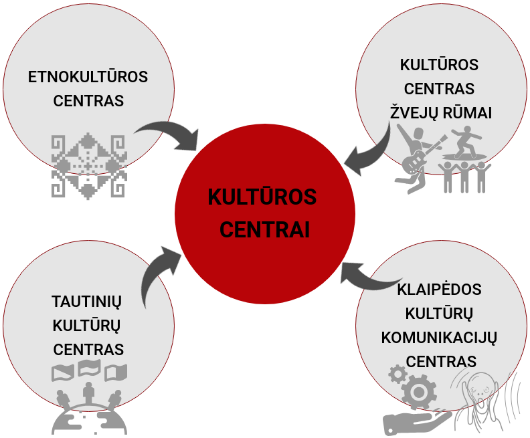 ETNOKULTŪROS
CENTRAS
KULTŪROS
CENTRAS
ŽVEJŲ RŪMAI
KULTŪROS
CENTRAI
TAUTINIŲ
KULTŪRŲ
CENTRAS
KLAIPĖDOS
KULTŪRŲ
KOMUNIKACIJŲ
CENTRAS